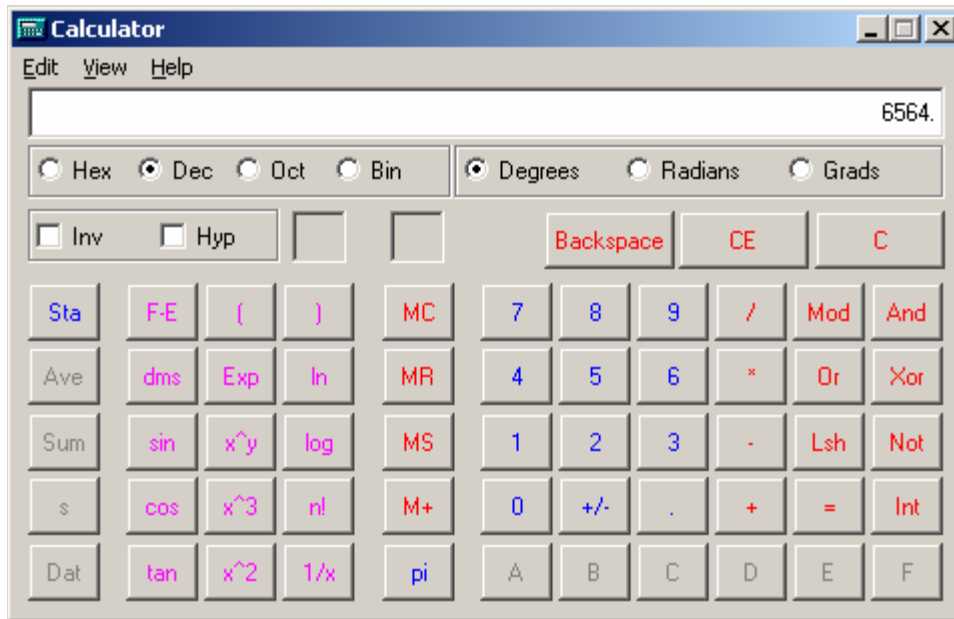 Calculator
Edit View Help
6564.
Hex Dec Oct Bin Degrees Radians Grads
Inv Hyp Backspace CE C
Sta F-E ( ) MC 7 8 9 / Mod And
Ave dms Exp ln MR 4 5 6 * Or Xor
Sum sin x^y log MS 1 2 3 - Lsh Not
s cos x^3 n! M+ 0 +/- . + = Int
Dat tan x^2 1/x pi A B C D E F